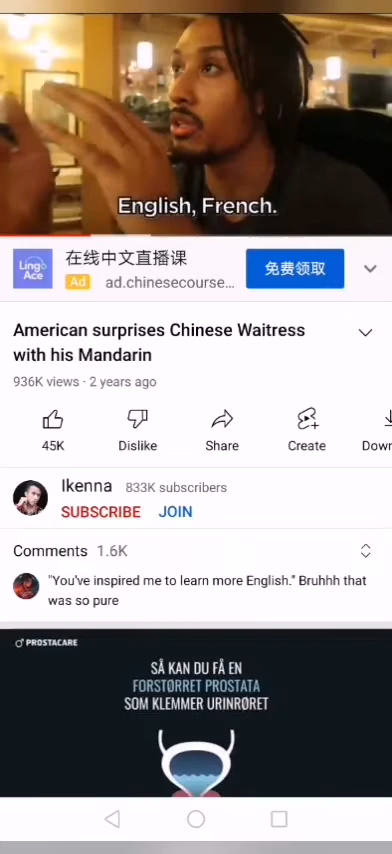 English, French.
Lingo
Ace
在线中文直播课
Ad ad.chinesecourse...
免费领取
American surprises Chinese Waitress
with his Mandarin
936K views · 2 years ago
45K Dislike Share Create Down
Ikenna 833K subscribers
SUBSCRIBE JOIN
Comments 1.6K
"You've inspired me to learn more English." Bruhhh that
was so pure
PROSTACARE
SÅ KAN DU FÅ EN
FORSTØRRET PROSTATA
SOM KLEMMER URINRØRET